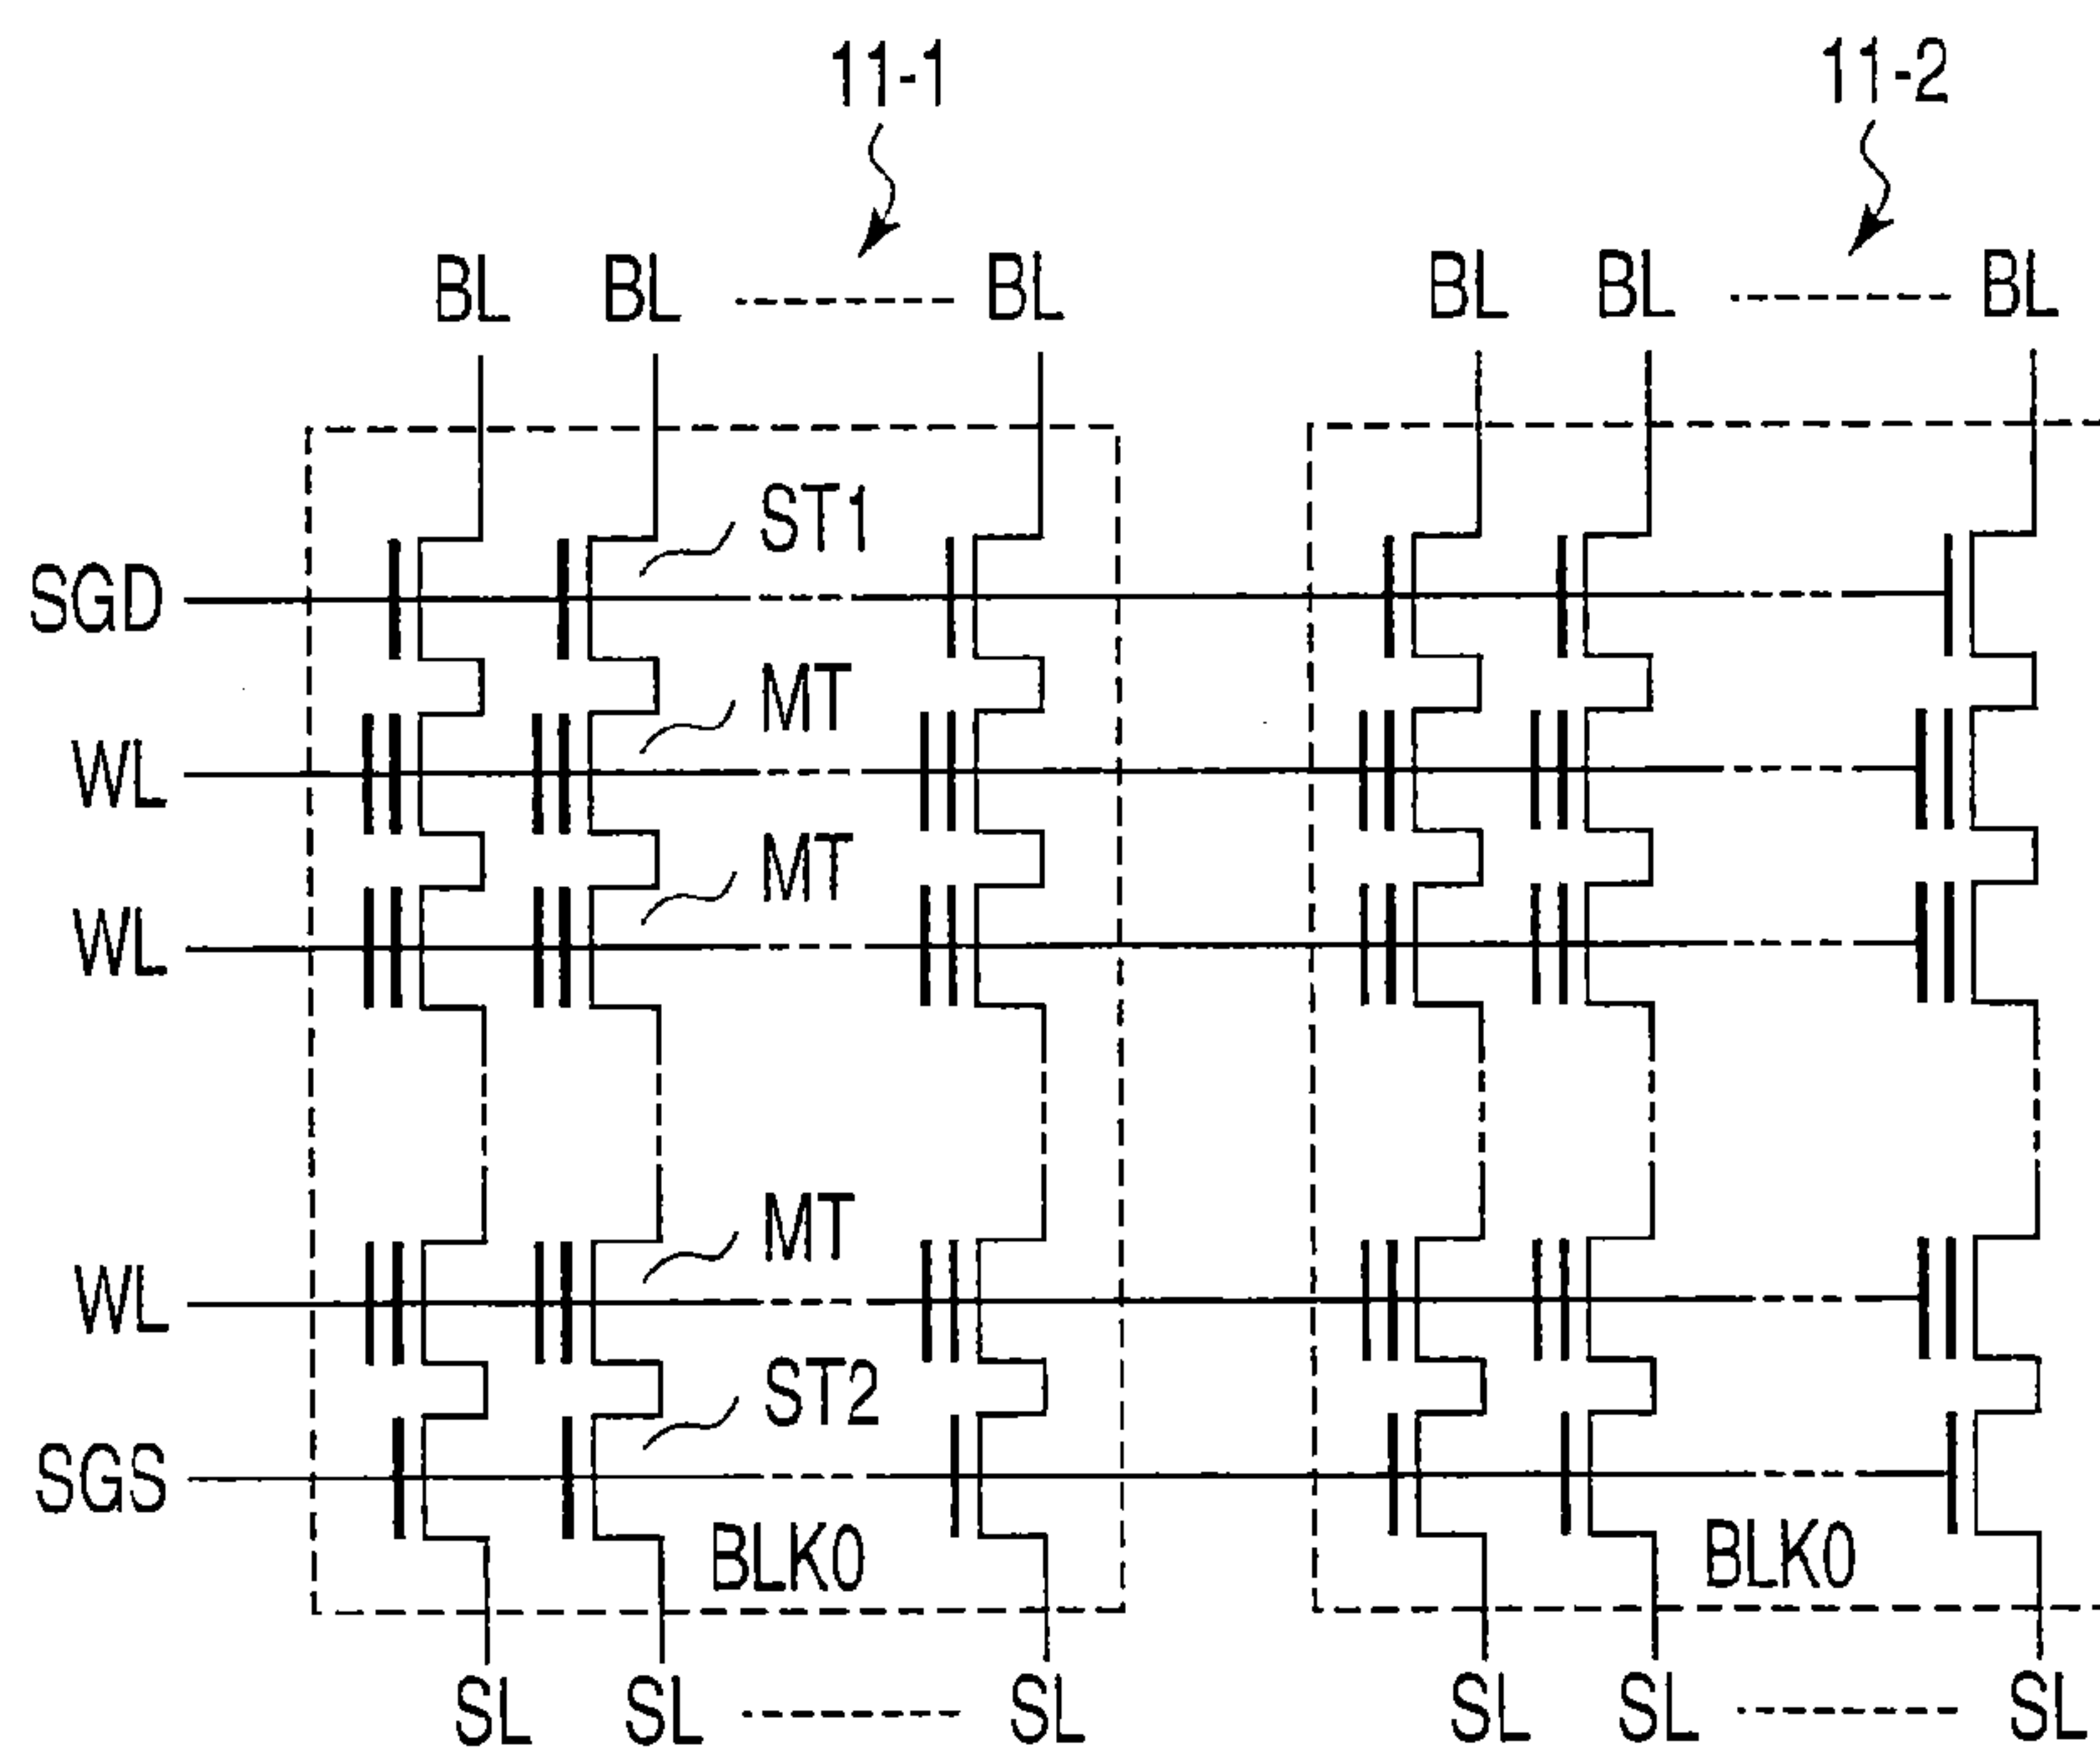 11-1 11-2
BL BL BL BL BL BL
ST1
SGD
MT
WL
MT
WL
MT
WL
ST2
SGS
BLK0 BLK0
SL SL SL SL SL SL